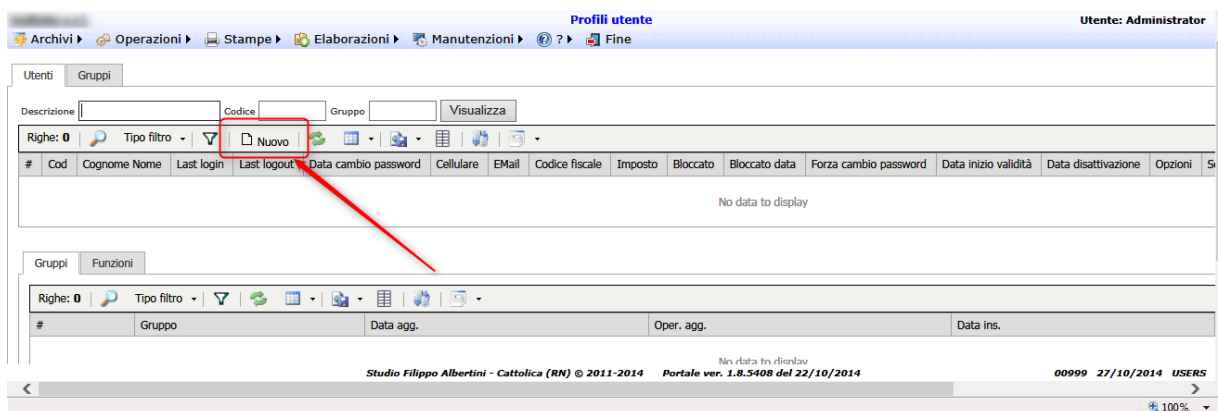 Profili utente Utente: Administrator
Archivi Operazioni Stampe Elaborazioni Manutenzioni ? Fine
Utenti Gruppi
Descrizione Codice Gruppo Visualizza
Righe: 0 Tipo filtro Nuovo
# Cod Cognome Nome Last login Last logout Data cambio password Cellulare EMail Codice fiscale Imposto Bloccato Bloccato data Forza cambio password Data inizio validità Data disattivazione Opzioni
No data to display
Gruppi Funzioni
Righe: 0 Tipo filtro
# Gruppo Data agg. Oper. agg. Data ins.
No data to display
Studio Filippo Albertini - Cattolica (RN) © 2011-2014 Portale ver. 1.8.5408 del 22/10/2014 00999 27/10/2014 USERS
100%